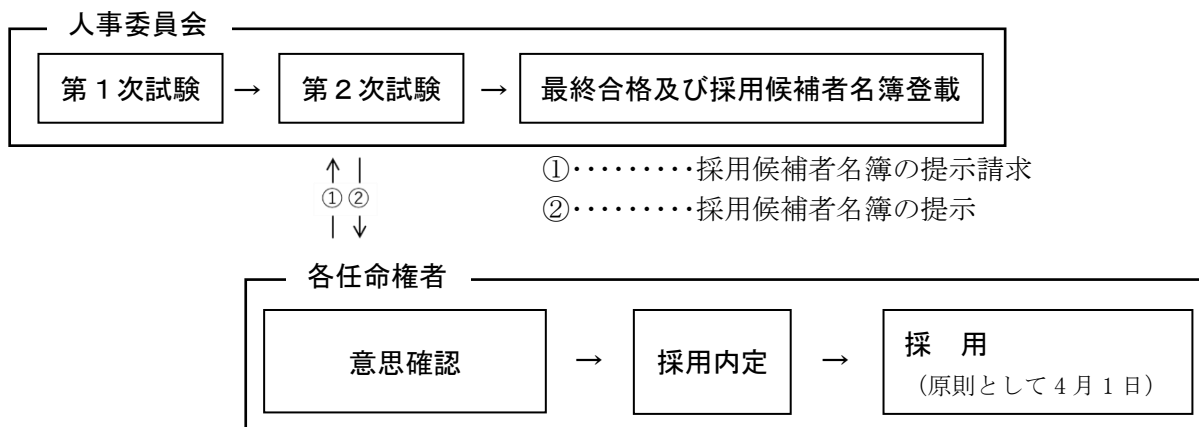 人事委員会
第1次試験 → 第2次試験 → 最終合格及び採用候補者名簿登載
①・・・・・・・・・採用候補者名簿の提示請求
①②
②・・・・・・・・・採用候補者名簿の提示
各任命権者
意思確認 → 採用内定 → 採 用
(原則として4月1日)